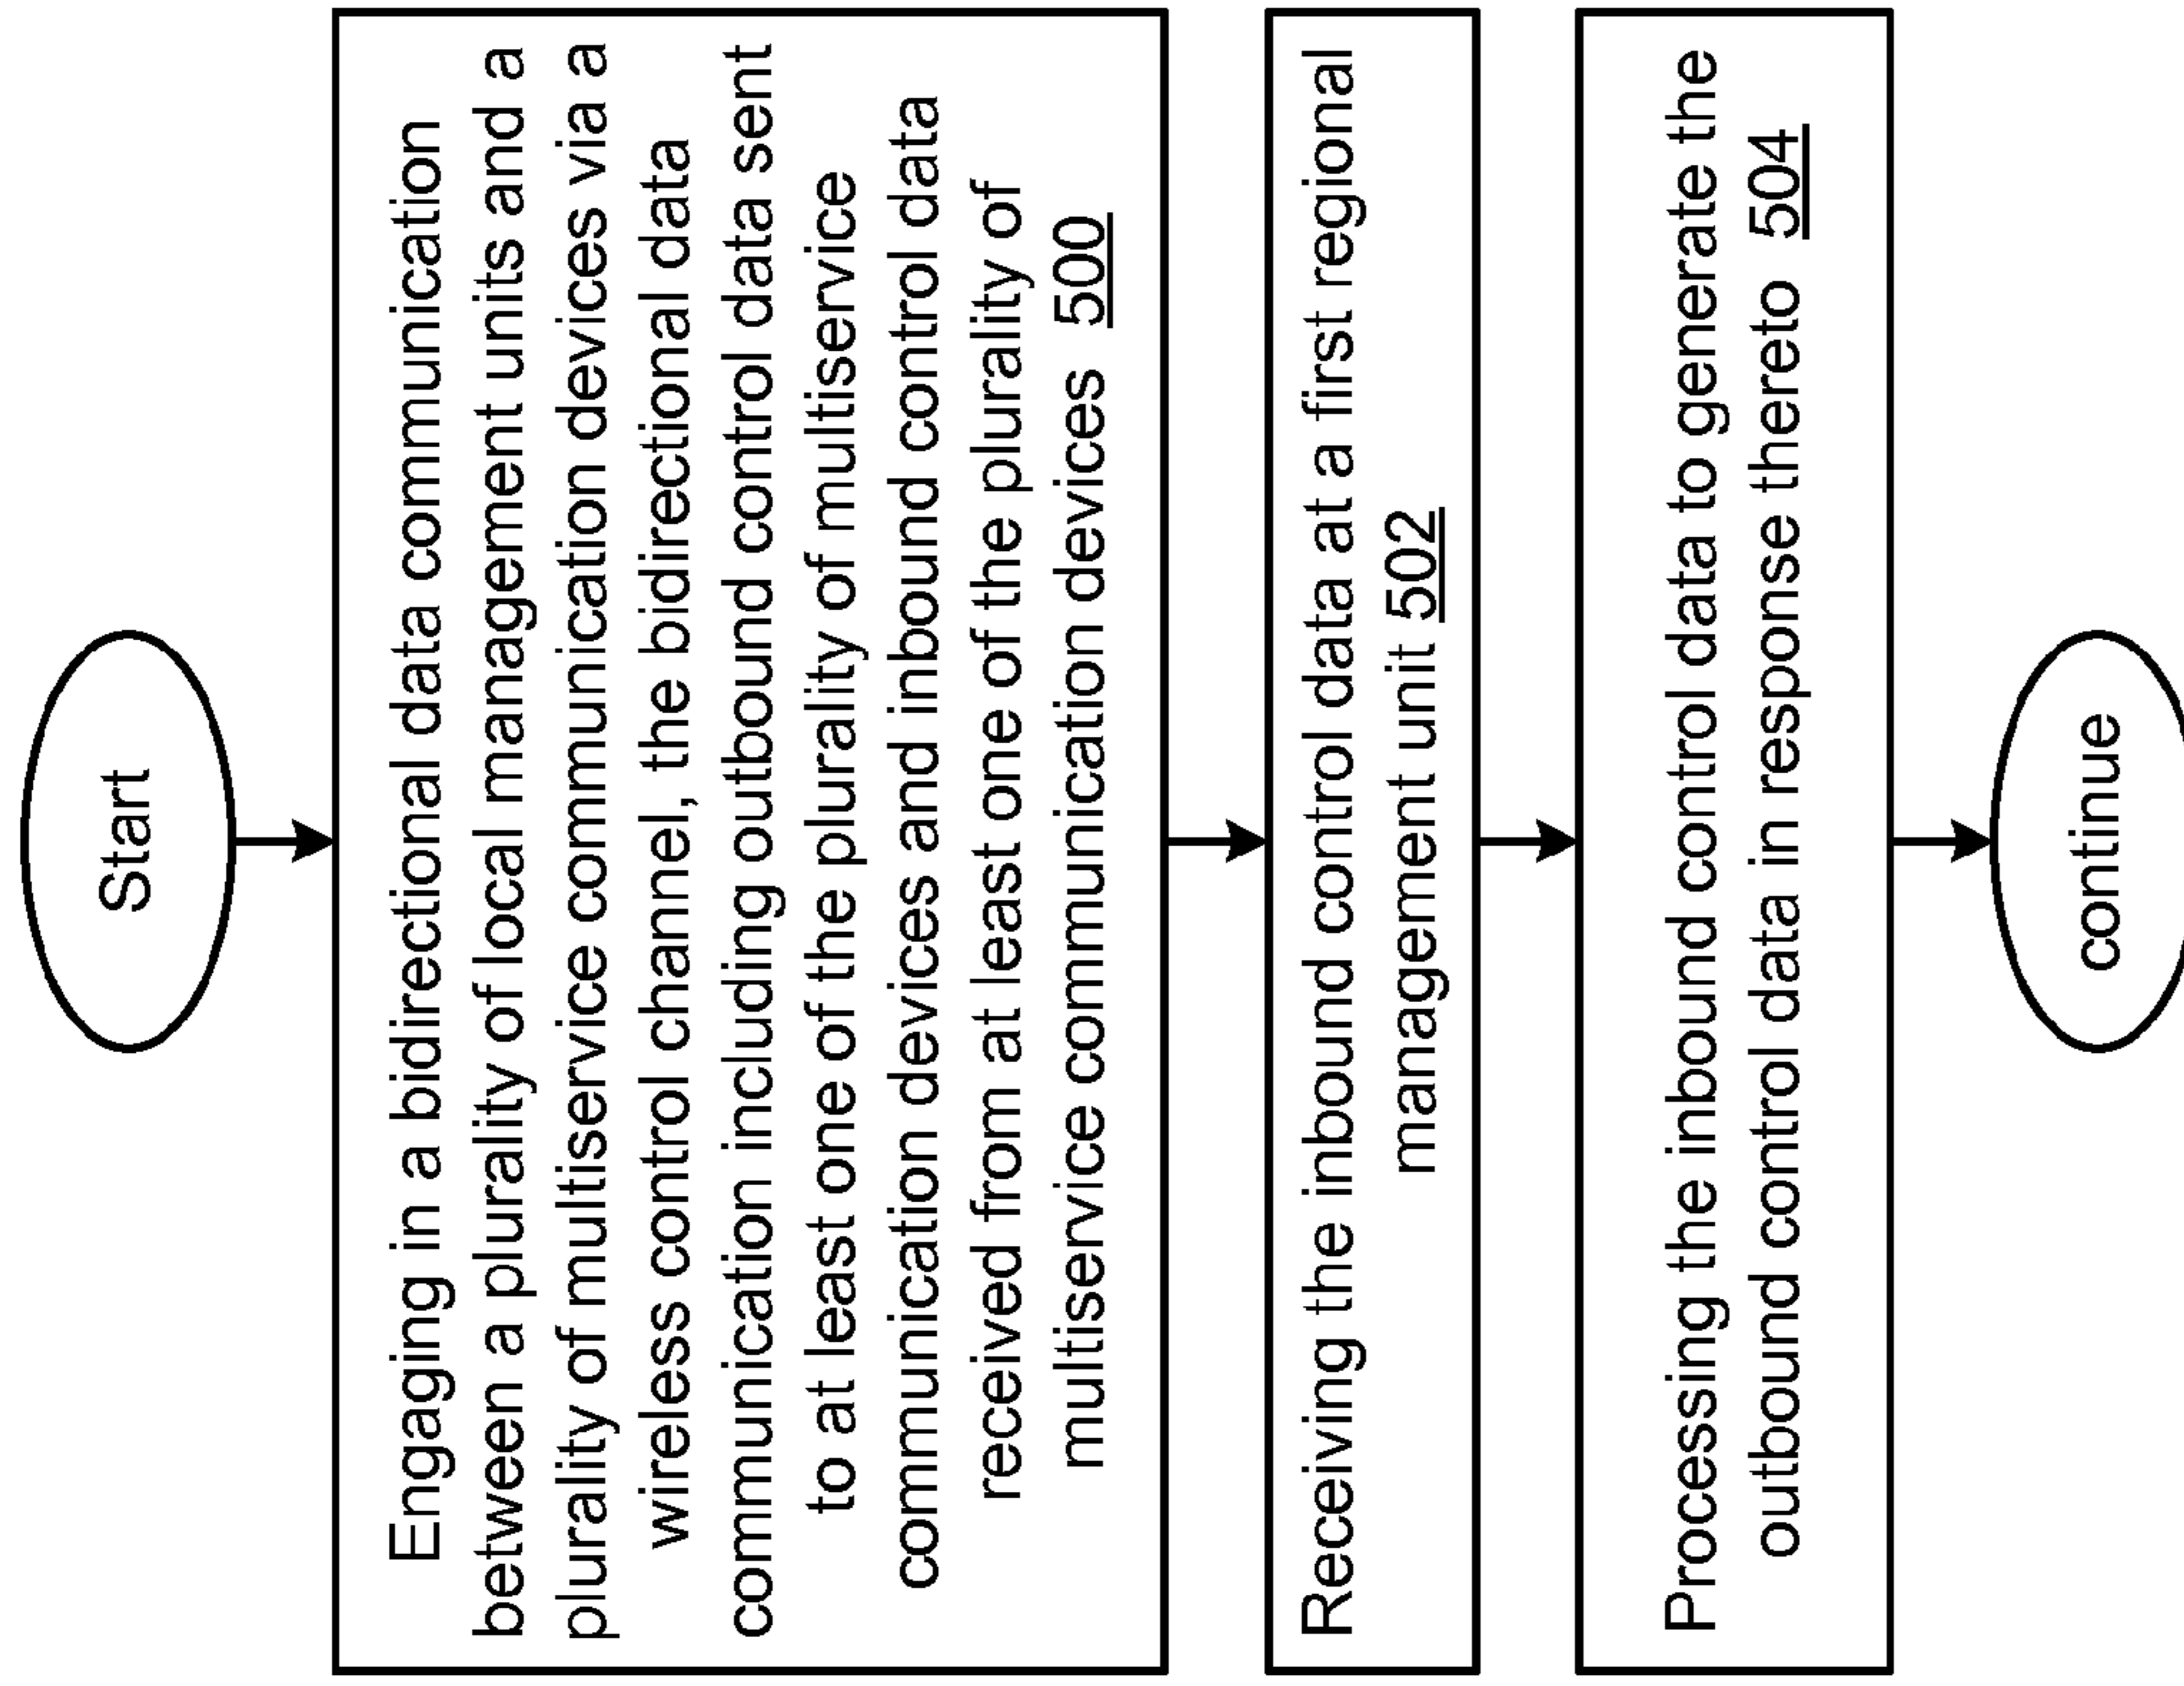 Start
Engaging in a bidirectional data communication
between a plurality of local management units and a
plurality of multiservice communication devices via a
wireless control channel, the bidirectional data
communication including outbound control data sent
to at least one of the plurality of multiservice
communication devices and inbound control data
received from at least one of the plurality of
multiservice communication devices 500
Receiving the inbound control data at a first regional
management unit 502
Processing the inbound control data to generate the
outbound control data in response thereto 504
continue